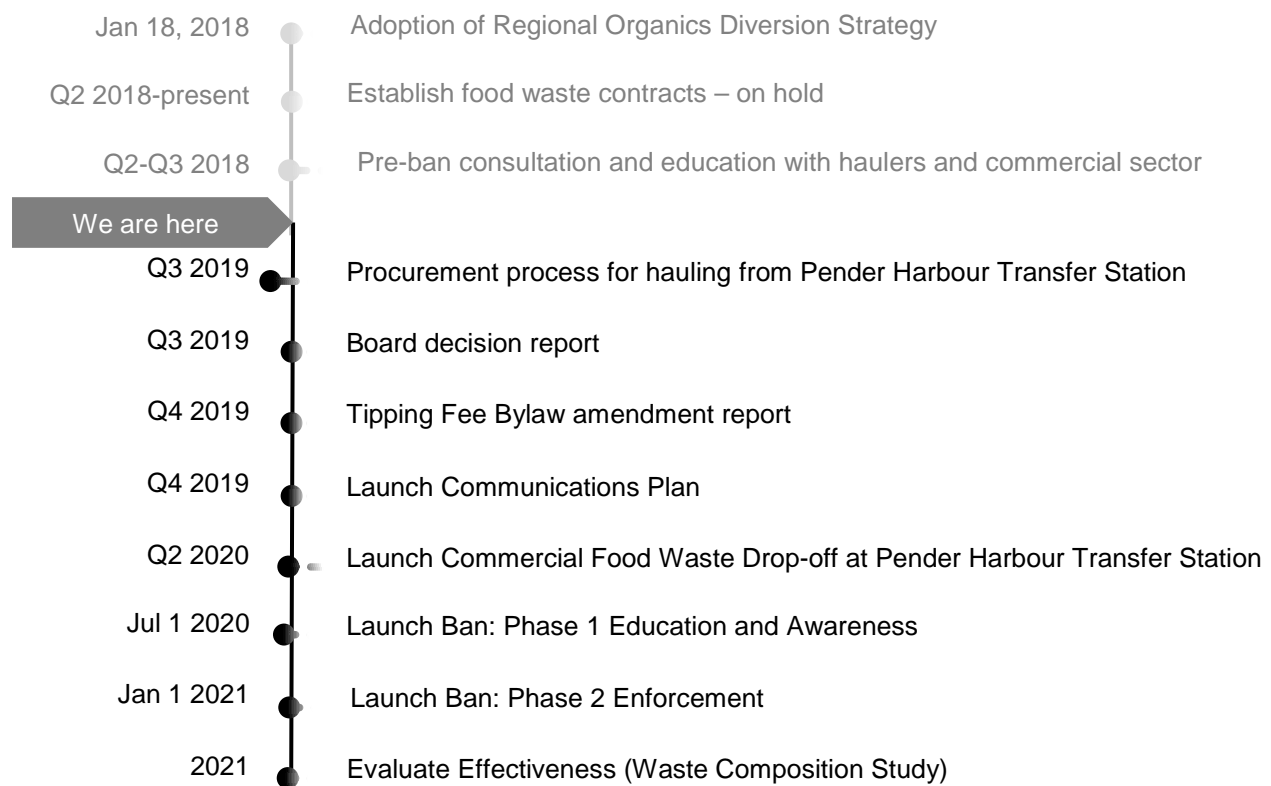 Jan 18, 2018 Adoption of Regional Organics Diversion Strategy
Q2 2018-present Establish food waste contracts – on hold
Q2-Q3 2018 Pre-ban consultation and education with haulers and commercial sector
We are here
Q3 2019 Procurement process for hauling from Pender Harbour Transfer Station
Q3 2019 Board decision report
Q4 2019 Tipping Fee Bylaw amendment report
Q4 2019 Launch Communications Plan
Q2 2020 Launch Commercial Food Waste Drop-off at Pender Harbour Transfer Station
Jul 1 2020 Launch Ban: Phase 1 Education and Awareness
Jan 1 2021 Launch Ban: Phase 2 Enforcement
2021 Evaluate Effectiveness (Waste Composition Study)